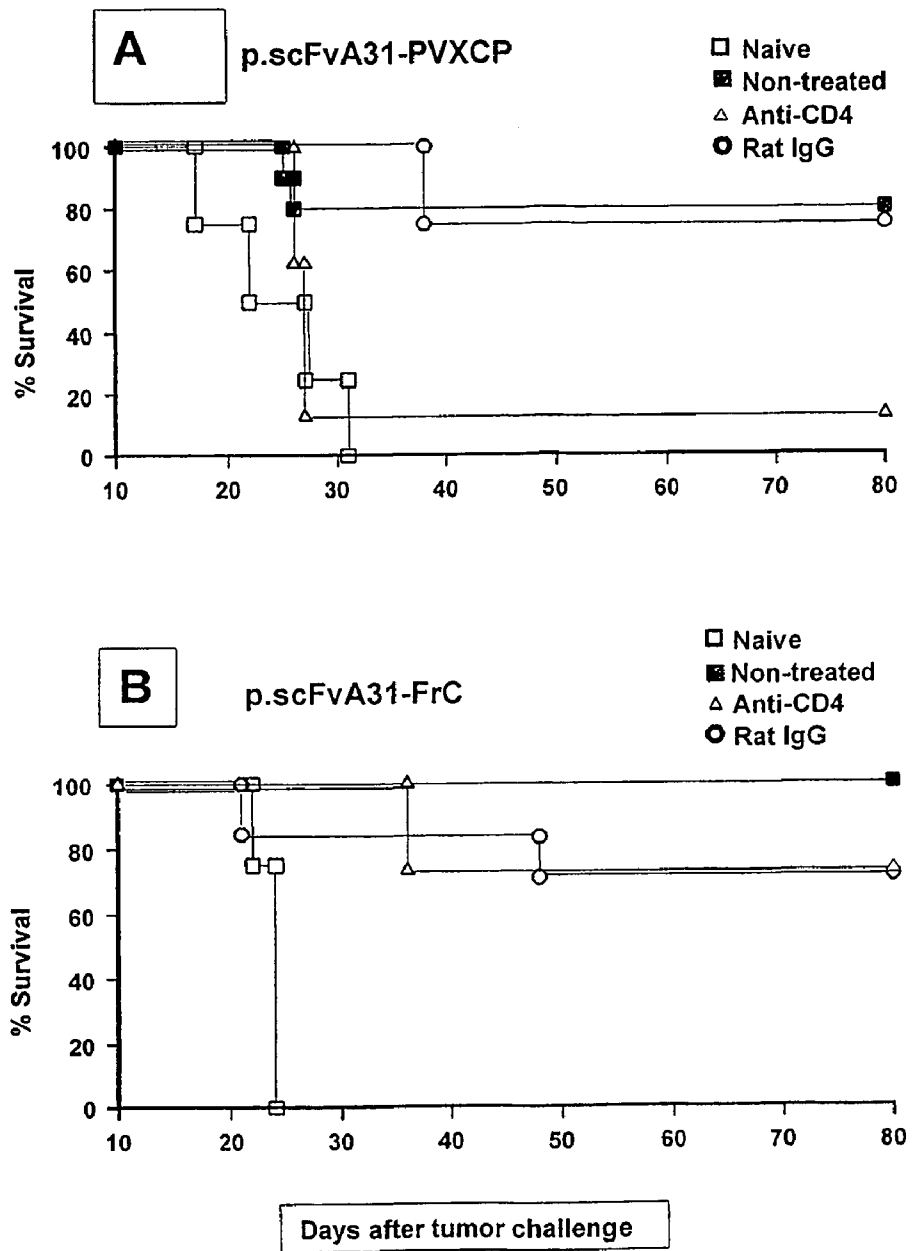 A
p.scFvA31-PVXCP
Naive
Non-treated
Anti-CD4
Rat IgG
% Survival
100
80
60
40
20
0
10
20
30
40
50
60
70
80
B
p.scFvA31-FrC
Naive
Non-treated
Anti-CD4
Rat IgG
% Survival
100
80
60
40
20
0
10
20
30
40
50
60
70
80
Days after tumor challenge